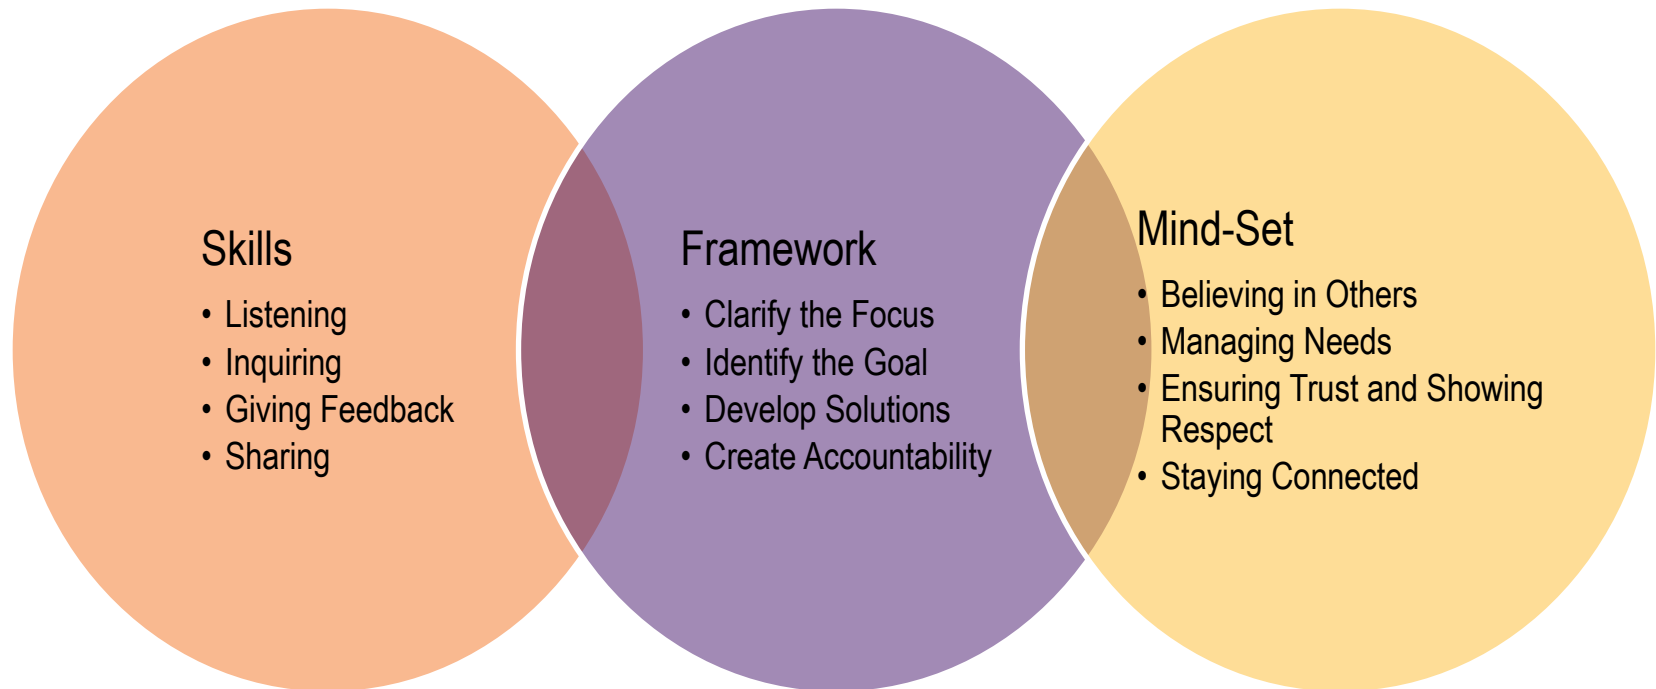 Skills
• Listening
• Inquiring
• Giving Feedback
• Sharing
Framework
• Clarify the Focus
• Identify the Goal
• Develop Solutions
• Create Accountability
Mind-Set
• Believing in Others
• Managing Needs
• Ensuring Trust and Showing
Respect
• Staying Connected